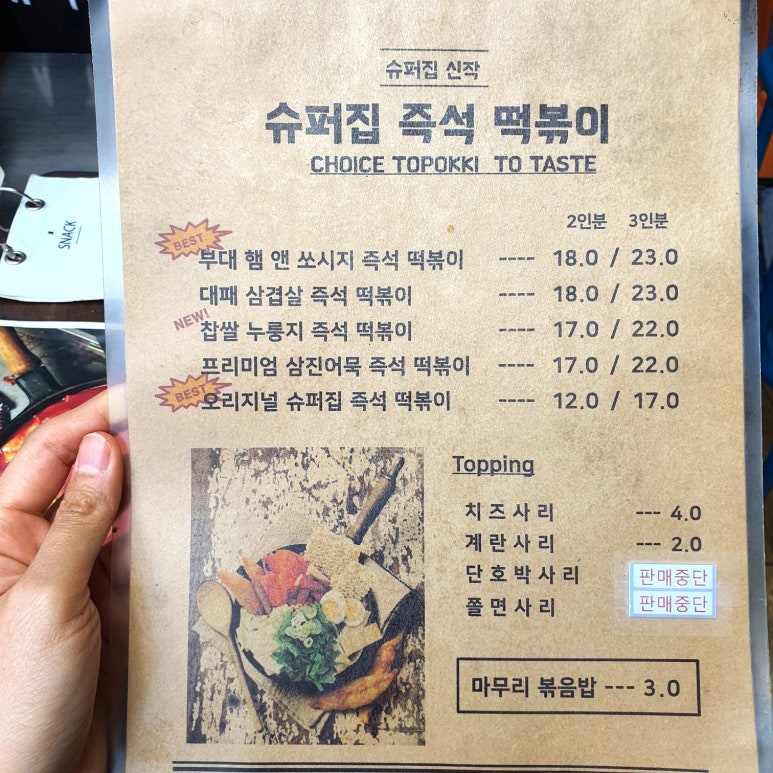 SNACK
슈퍼집 신작
슈퍼집 즉석 떡볶이
CHOICE TOPOKKI TO TASTE
2인분 3인분
BEST
부대 햄 앤 쏘시지 즉석 떡볶이 ---- 18.0 / 23.0
대패 삼겹살 즉석 떡볶이 ---- 18.0 / 23.0
NEW!
찹쌀 누룽지 즉석 떡볶이 ---- 17.0 / 22.0
프리미엄 삼진어묵 즉석 떡볶이 ---- 17.0 / 22.0
BEST
오리지널 슈퍼집 즉석 떡볶이 ---- 12.0 / 17.0
Topping
치즈사리 --- 4.0
계란사리 --- 2.0
단호박사리 판매중단
쫄면사리 판매중단
마무리 볶음밥 --- 3.0